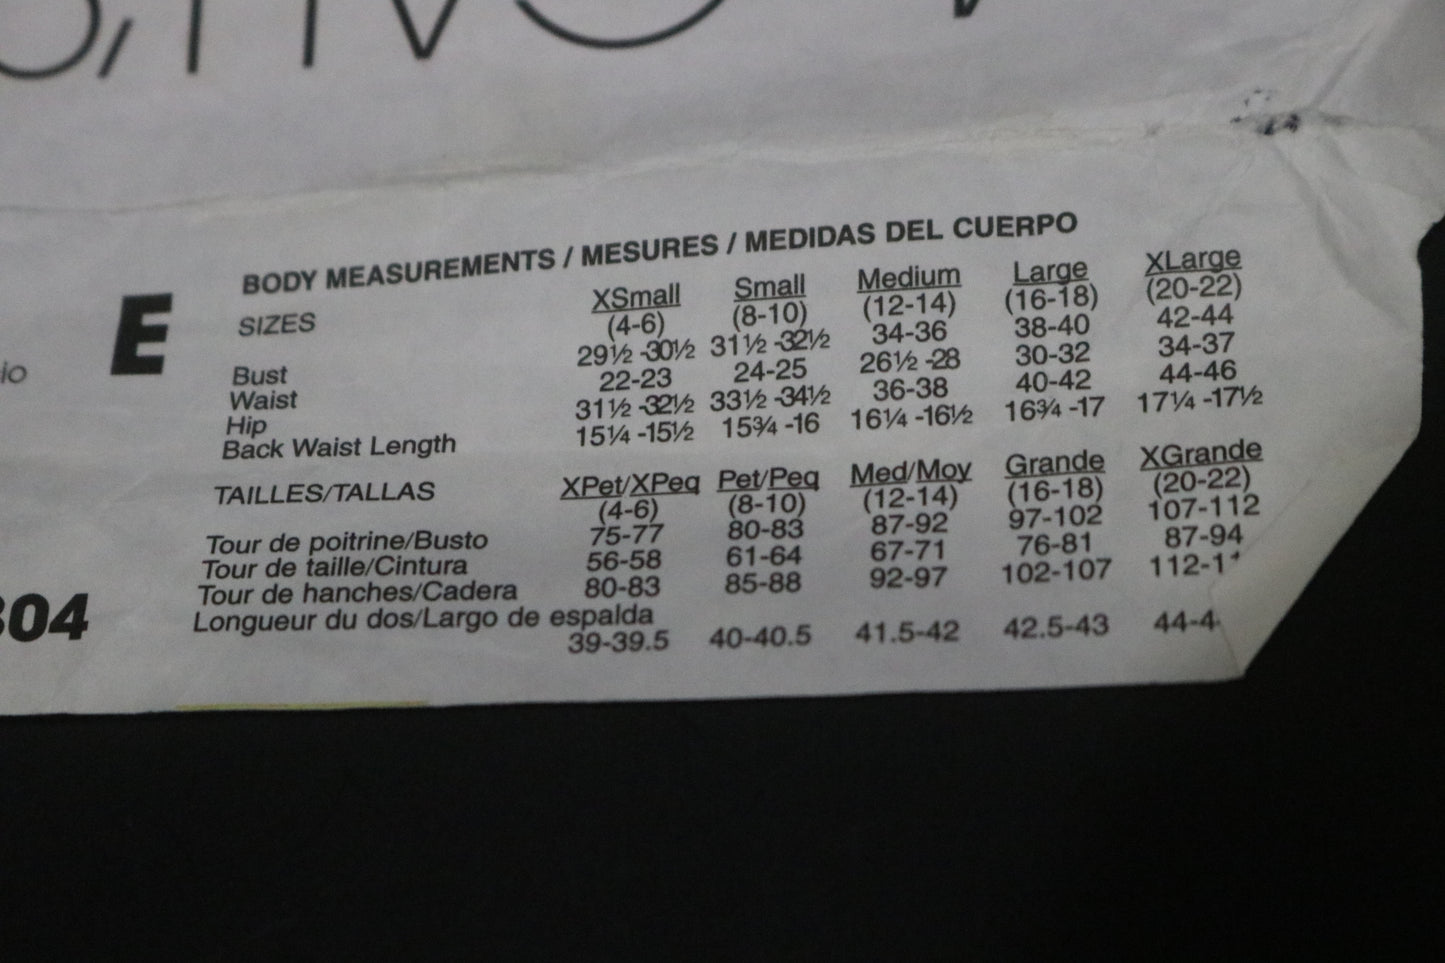 BODY MEASUREMENTS / MESURES / MEDIDAS DEL CUERPO
XSmall Small Medium Large XLarge
SIZES (4-6) (8-10) (12-14) (16-18) (20-22)
Bust 29½ -30½ 31½ -32½ 34-36 38-40 42-44
Waist 22-23 24-25 26½ -28 30-32 34-37
Hip 31½ -32½ 33½ -34½ 36-38 40-42 44-46
Back Waist Length 15¼ -15½ 15¾ -16 16¼ -16½ 16¾ -17 17¼ -17½
TAILLES/TALLAS XPet/XPeq Pet/Peq Med/Moy Grande XGrande
(4-6) (8-10) (12-14) (16-18) (20-22)
Tour de poitrine/Busto 75-77 80-83 87-92 97-102 107-112
Tour de taille/Cintura 56-58 61-64 67-71 76-81 87-94
Tour de hanches/Cadera 80-83 85-88 92-97 102-107 112-1
Longueur du dos/Largo de espalda
39-39.5 40-40.5 41.5-42 42.5-43 44-4
E
io
04